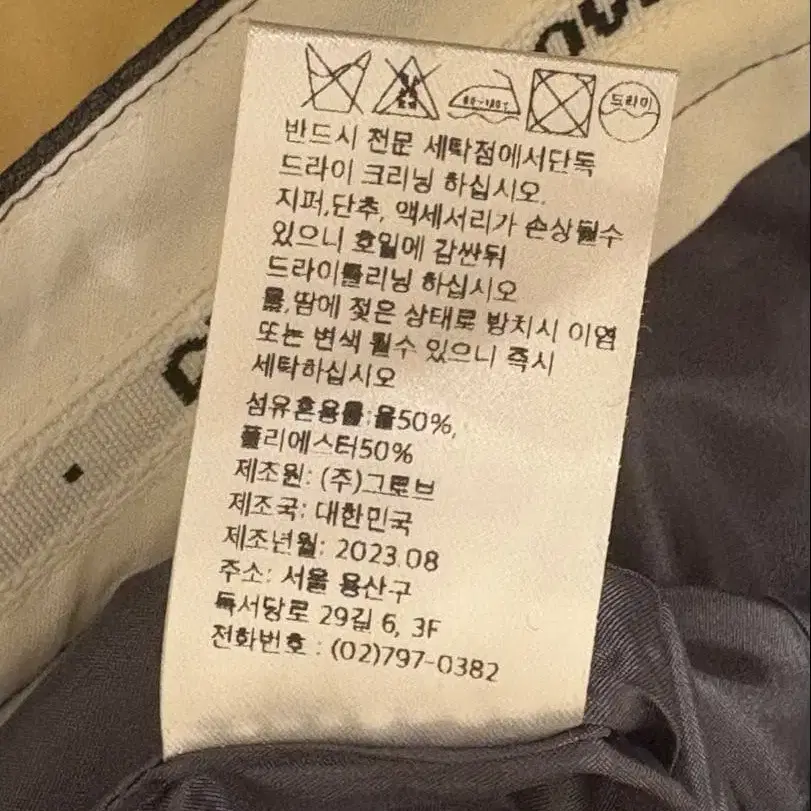 드라이
반드시 전문 세탁점에서단독
드라이 크리닝 하십시오.
지퍼,단추, 액세서리가 손상될수
있으니 호일에 감싼뒤
드라이클리닝 하십시오
물,땀에 젖은 상태로 방치시 이염
또는 변색 될수 있으니 즉시
세탁하십시오
섬유혼용률:울50%,
폴리에스터50%
제조원: (주)그로브
제조국: 대한민국
제조년월: 2023.08
주소: 서울 용산구
독서당로 29길 6, 3F
전화번호 : (02)797-0382